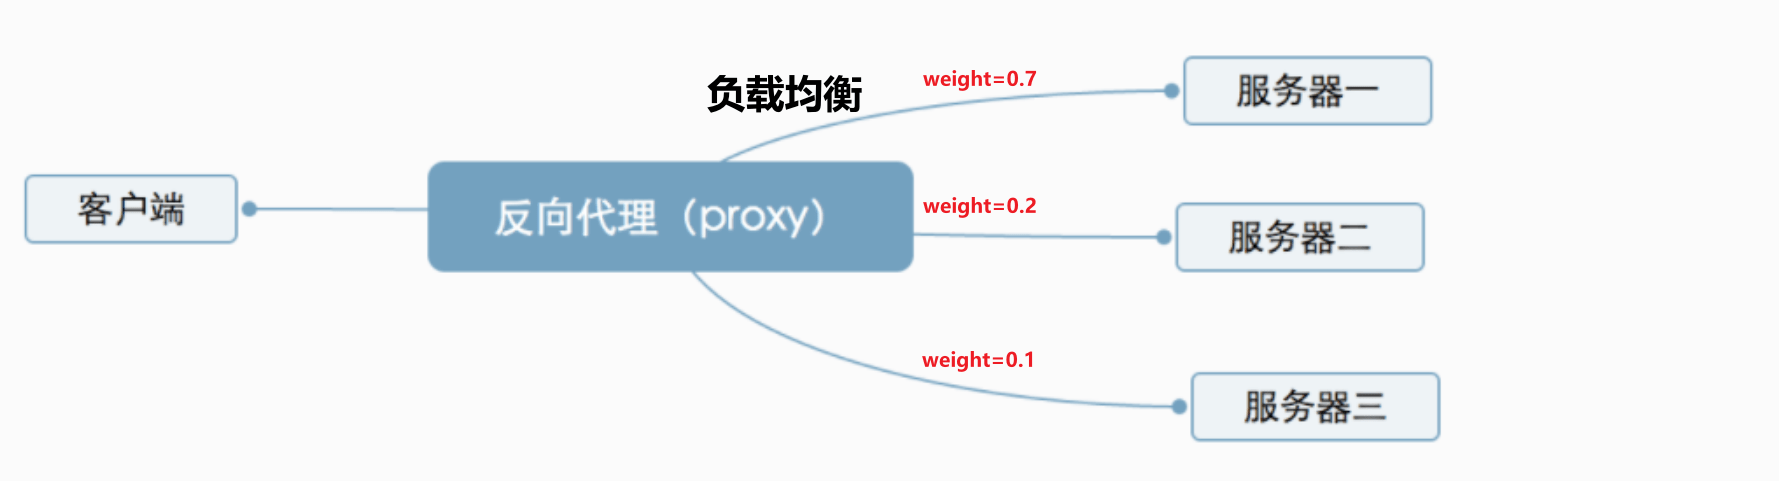 负载均衡
weight=0.7
服务器一
客户端
反向代理（proxy）
weight=0.2
服务器二
weight=0.1
服务器三